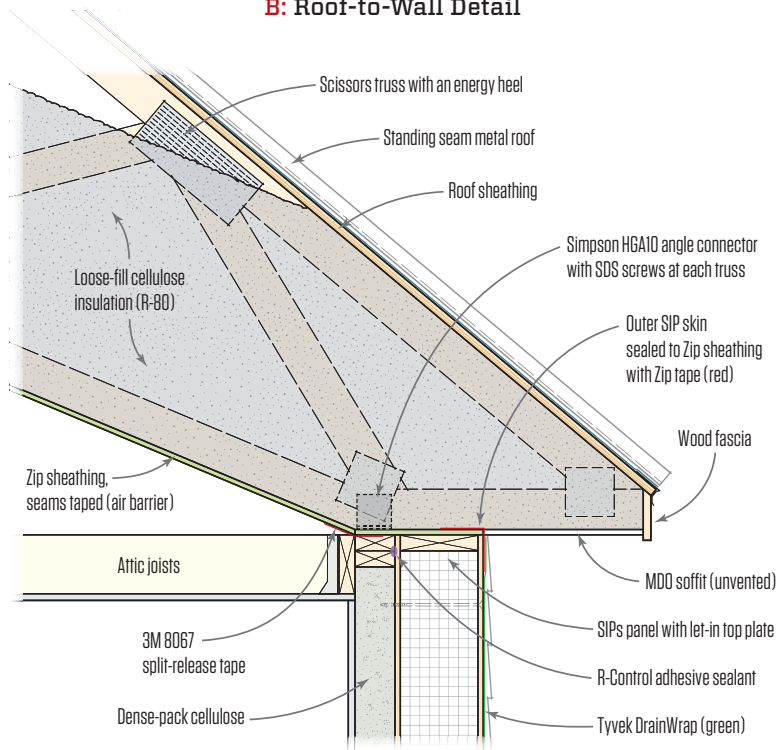 B: Roof-to-Wall Detail
Scissors truss with an energy heel
Standing seam metal roof
Roof sheathing
Simpson HGA10 angle connector
with SDS screws at each truss
Loose-fill cellulose
insulation (R-80)
Outer SIP skin
sealed to Zip sheathing
with Zip tape (red)
Wood fascia
Zip sheathing,
seams taped (air barrier)
Attic joists
MDO soffit (unvented)
3M 8067
split-release tape
SIPs panel with let-in top plate
R-Control adhesive sealant
Dense-pack cellulose
Tyvek DrainWrap (green)